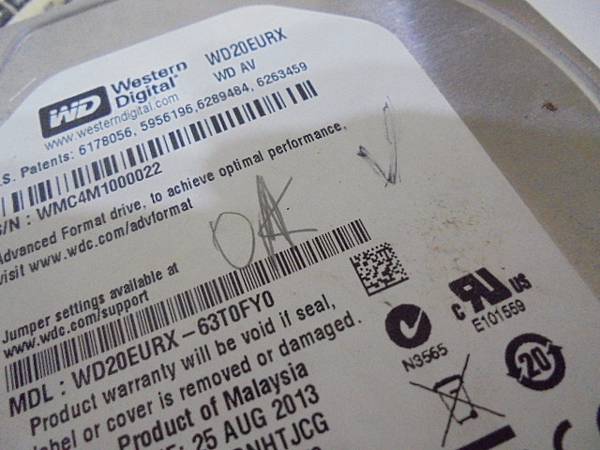 WD Western Digital WD20EURX
WD AV
www.westerndigital.com
S. Patents: 6178056, 5956196, 6289484, 6263459
S/N : WMC4M1000022
Advanced Format drive, to achieve optimal performance,
visit www.wdc.com/advformat
OK
Jumper settings available at
www.wdc.com/support
MDL : WD20EURX-63T0FY0
Product warranty will be void if seal,
label or cover is removed or damaged.
Product of Malaysia
25 AUG 2013
NHTJCG
N3565
c US
E101559
20